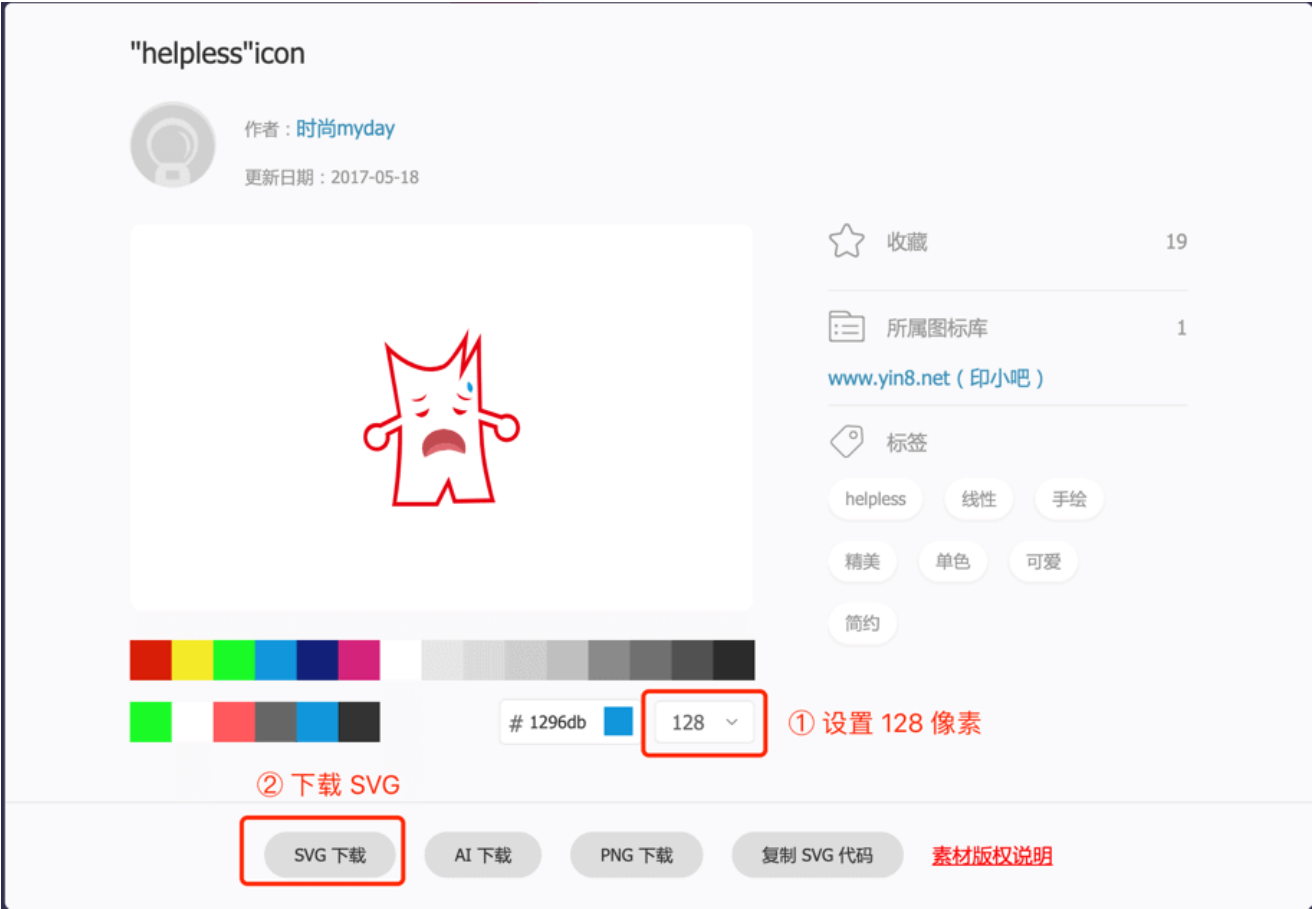 "helpless"icon
作者：时尚myday
更新日期：2017-05-18
收藏 19
所属图标库 1
www.yin8.net（印小吧）
标签
helpless 线性 手绘
精美 单色 可爱
简约
# 1296db 128 ① 设置 128 像素
② 下载 SVG
SVG 下载 AI 下载 PNG 下载 复制 SVG 代码 素材版权说明